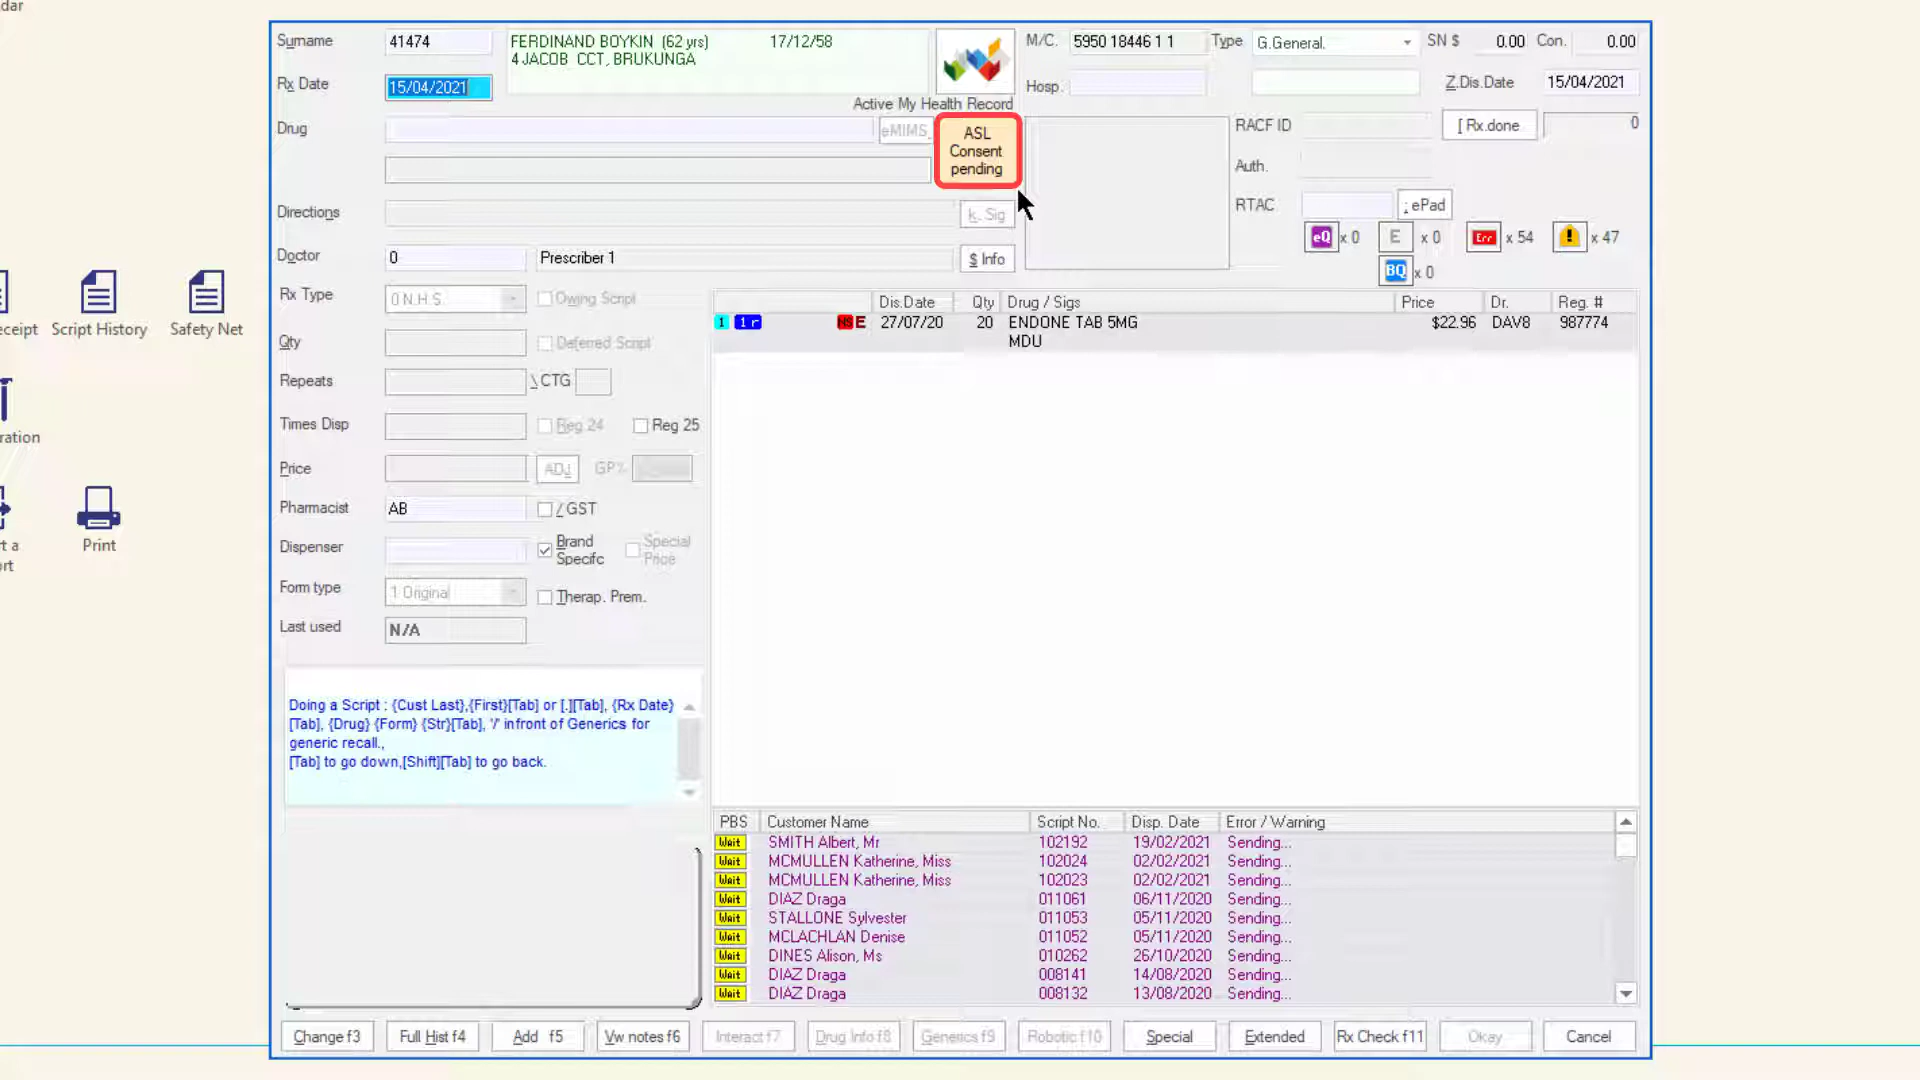 dar
Surname 41474 FERDINAND BOYKIN (62 yrs) 17/12/58 M/C. 5950 18446 1 1 Type G.General. SN $ 0.00 Con. 0.00
4 JACOB CCT, BRUKUNGA
Rx Date 15/04/2021 Hosp. Z.Dis.Date 15/04/2021
Active My Health Record
Drug eMIMS ASL Consent pending RACF ID [ Rx.done 0
Auth.
Directions k. Sig RTAC ; ePad
eQ x 0 E x 0 Err x 54 x 47
Doctor 0 Prescriber 1 $ Info
BQ x 0
Rx Type 0 N.H.S. Owing Script
Dis.Date Qty Drug / Sigs Price Dr. Reg. #
1 1 r NS E 27/07/20 20 ENDONE TAB 5MG $22.96 DAV8 987774
MDU
eceipt Script History Safety Net
Qty Deferred Script
Repeats \ CTG
Times Disp Reg 24 Reg 25
ration
Price ADJ GP%
Pharmacist AB / GST
Dispenser Brand Specifc Special Price
t a Print
ort
Form type 1 Original Therap. Prem.
Last used N/A
Doing a Script : {Cust Last},{First}[Tab] or [.][Tab], {Rx Date}
[Tab], {Drug} {Form} {Str}[Tab], '/' infront of Generics for
generic recall.,
[Tab] to go down,[Shift][Tab] to go back.
PBS Customer Name Script No. Disp. Date Error / Warning
Wait SMITH Albert, Mr 102192 19/02/2021 Sending...
Wait MCMULLEN Katherine, Miss 102024 02/02/2021 Sending...
Wait MCMULLEN Katherine, Miss 102023 02/02/2021 Sending...
Wait DIAZ Draga 011061 06/11/2020 Sending...
Wait STALLONE Sylvester 011053 05/11/2020 Sending...
Wait MCLACHLAN Denise 011052 05/11/2020 Sending...
Wait DINES Alison, Ms 010262 26/10/2020 Sending...
Wait DIAZ Draga 008141 14/08/2020 Sending...
Wait DIAZ Draga 008132 13/08/2020 Sending...
Change f3 Full Hist f4 Add f5 Vw notes f6 Interact f7 Drug Info f8 Generics f9 Robotic f10 Special Extended Rx Check f11 Okay Cancel